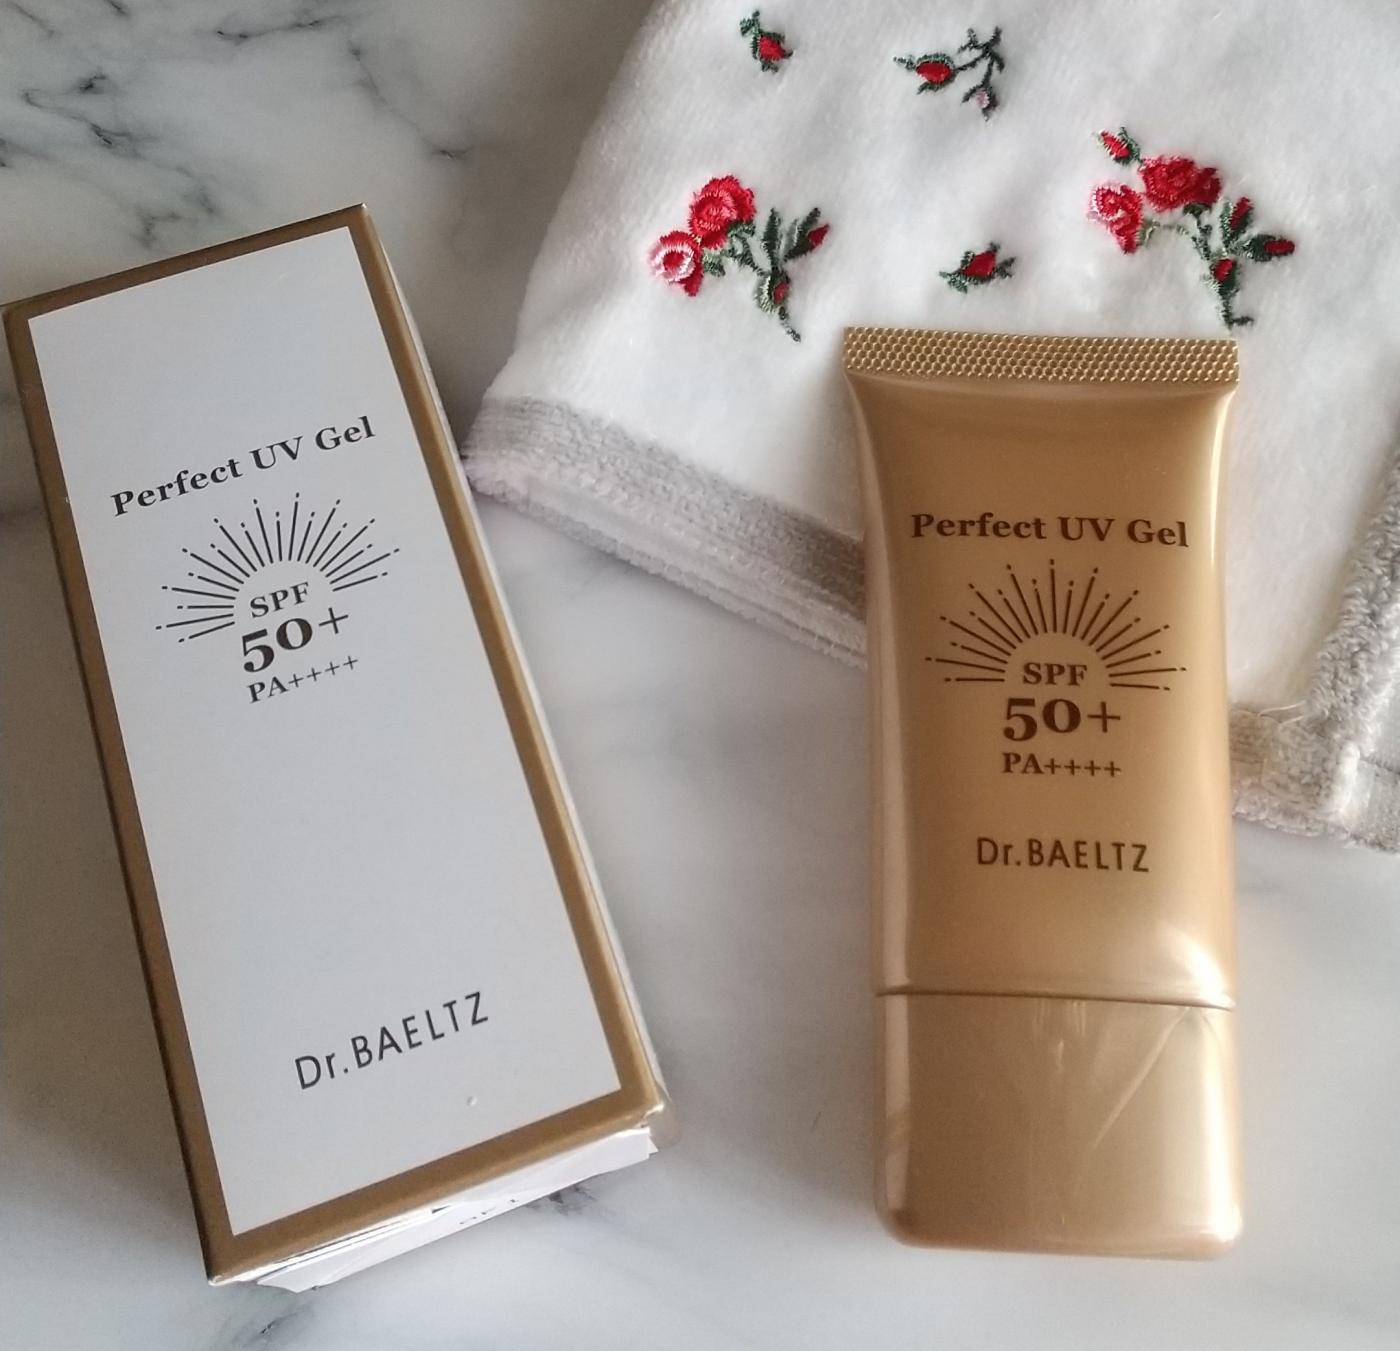 Perfect UV Gel
SPF
50+
PA++++
Dr.BAELTZ
Perfect UV Gel
SPF
50+
PA++++
Dr.BAELTZ